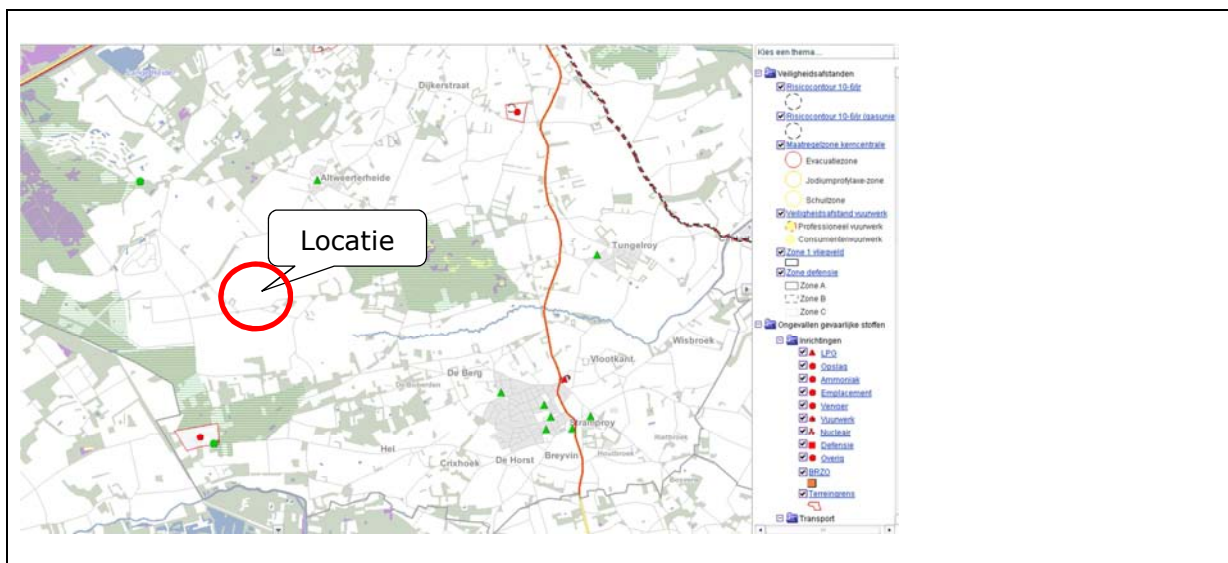 Dijkerstraat
Altweerterheide
Locatie
Tungelroy
Wisbroek
Vlootkant
De Berg
Stramproy
Hel
Crixhoek
De Horst
Breyvin
Kies een thema...
Veiligheidsafstanden
Risicocontour 10-6/jr
Risicocontour 10-6/jr (gasunie
Maatregelzone kerncentrale
Evacuatiezone
Jodiumprofylaxe-zone
Schuilzone
Veiligheidsafstand vuurwerk
Professioneel vuurwerk
Consumentenvuurwerk
Zone 1 vliegveld
Zone defensie
Zone A
Zone B
Zone C
Ongevallen gevaarlijke stoffen
Inrichtingen
LPG
Opslag
Ammoniak
Emplacement
Vervoer
Vuurwerk
Nucleair
Defensie
Overig
BRZO
Terreingrens
Transport